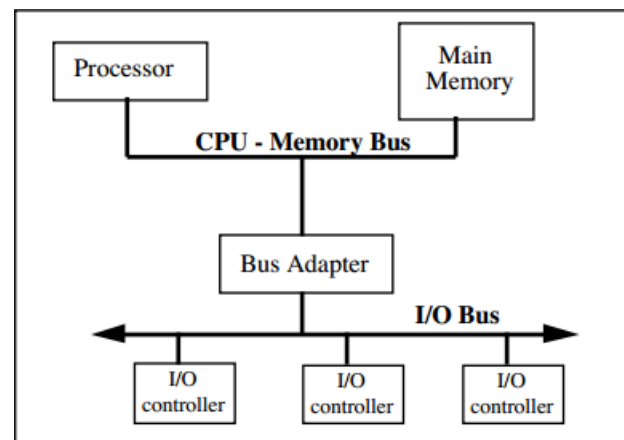 Processor
Main
Memory
CPU - Memory Bus
Bus Adapter
I/O Bus
I/O
controller
I/O
controller
I/O
controller